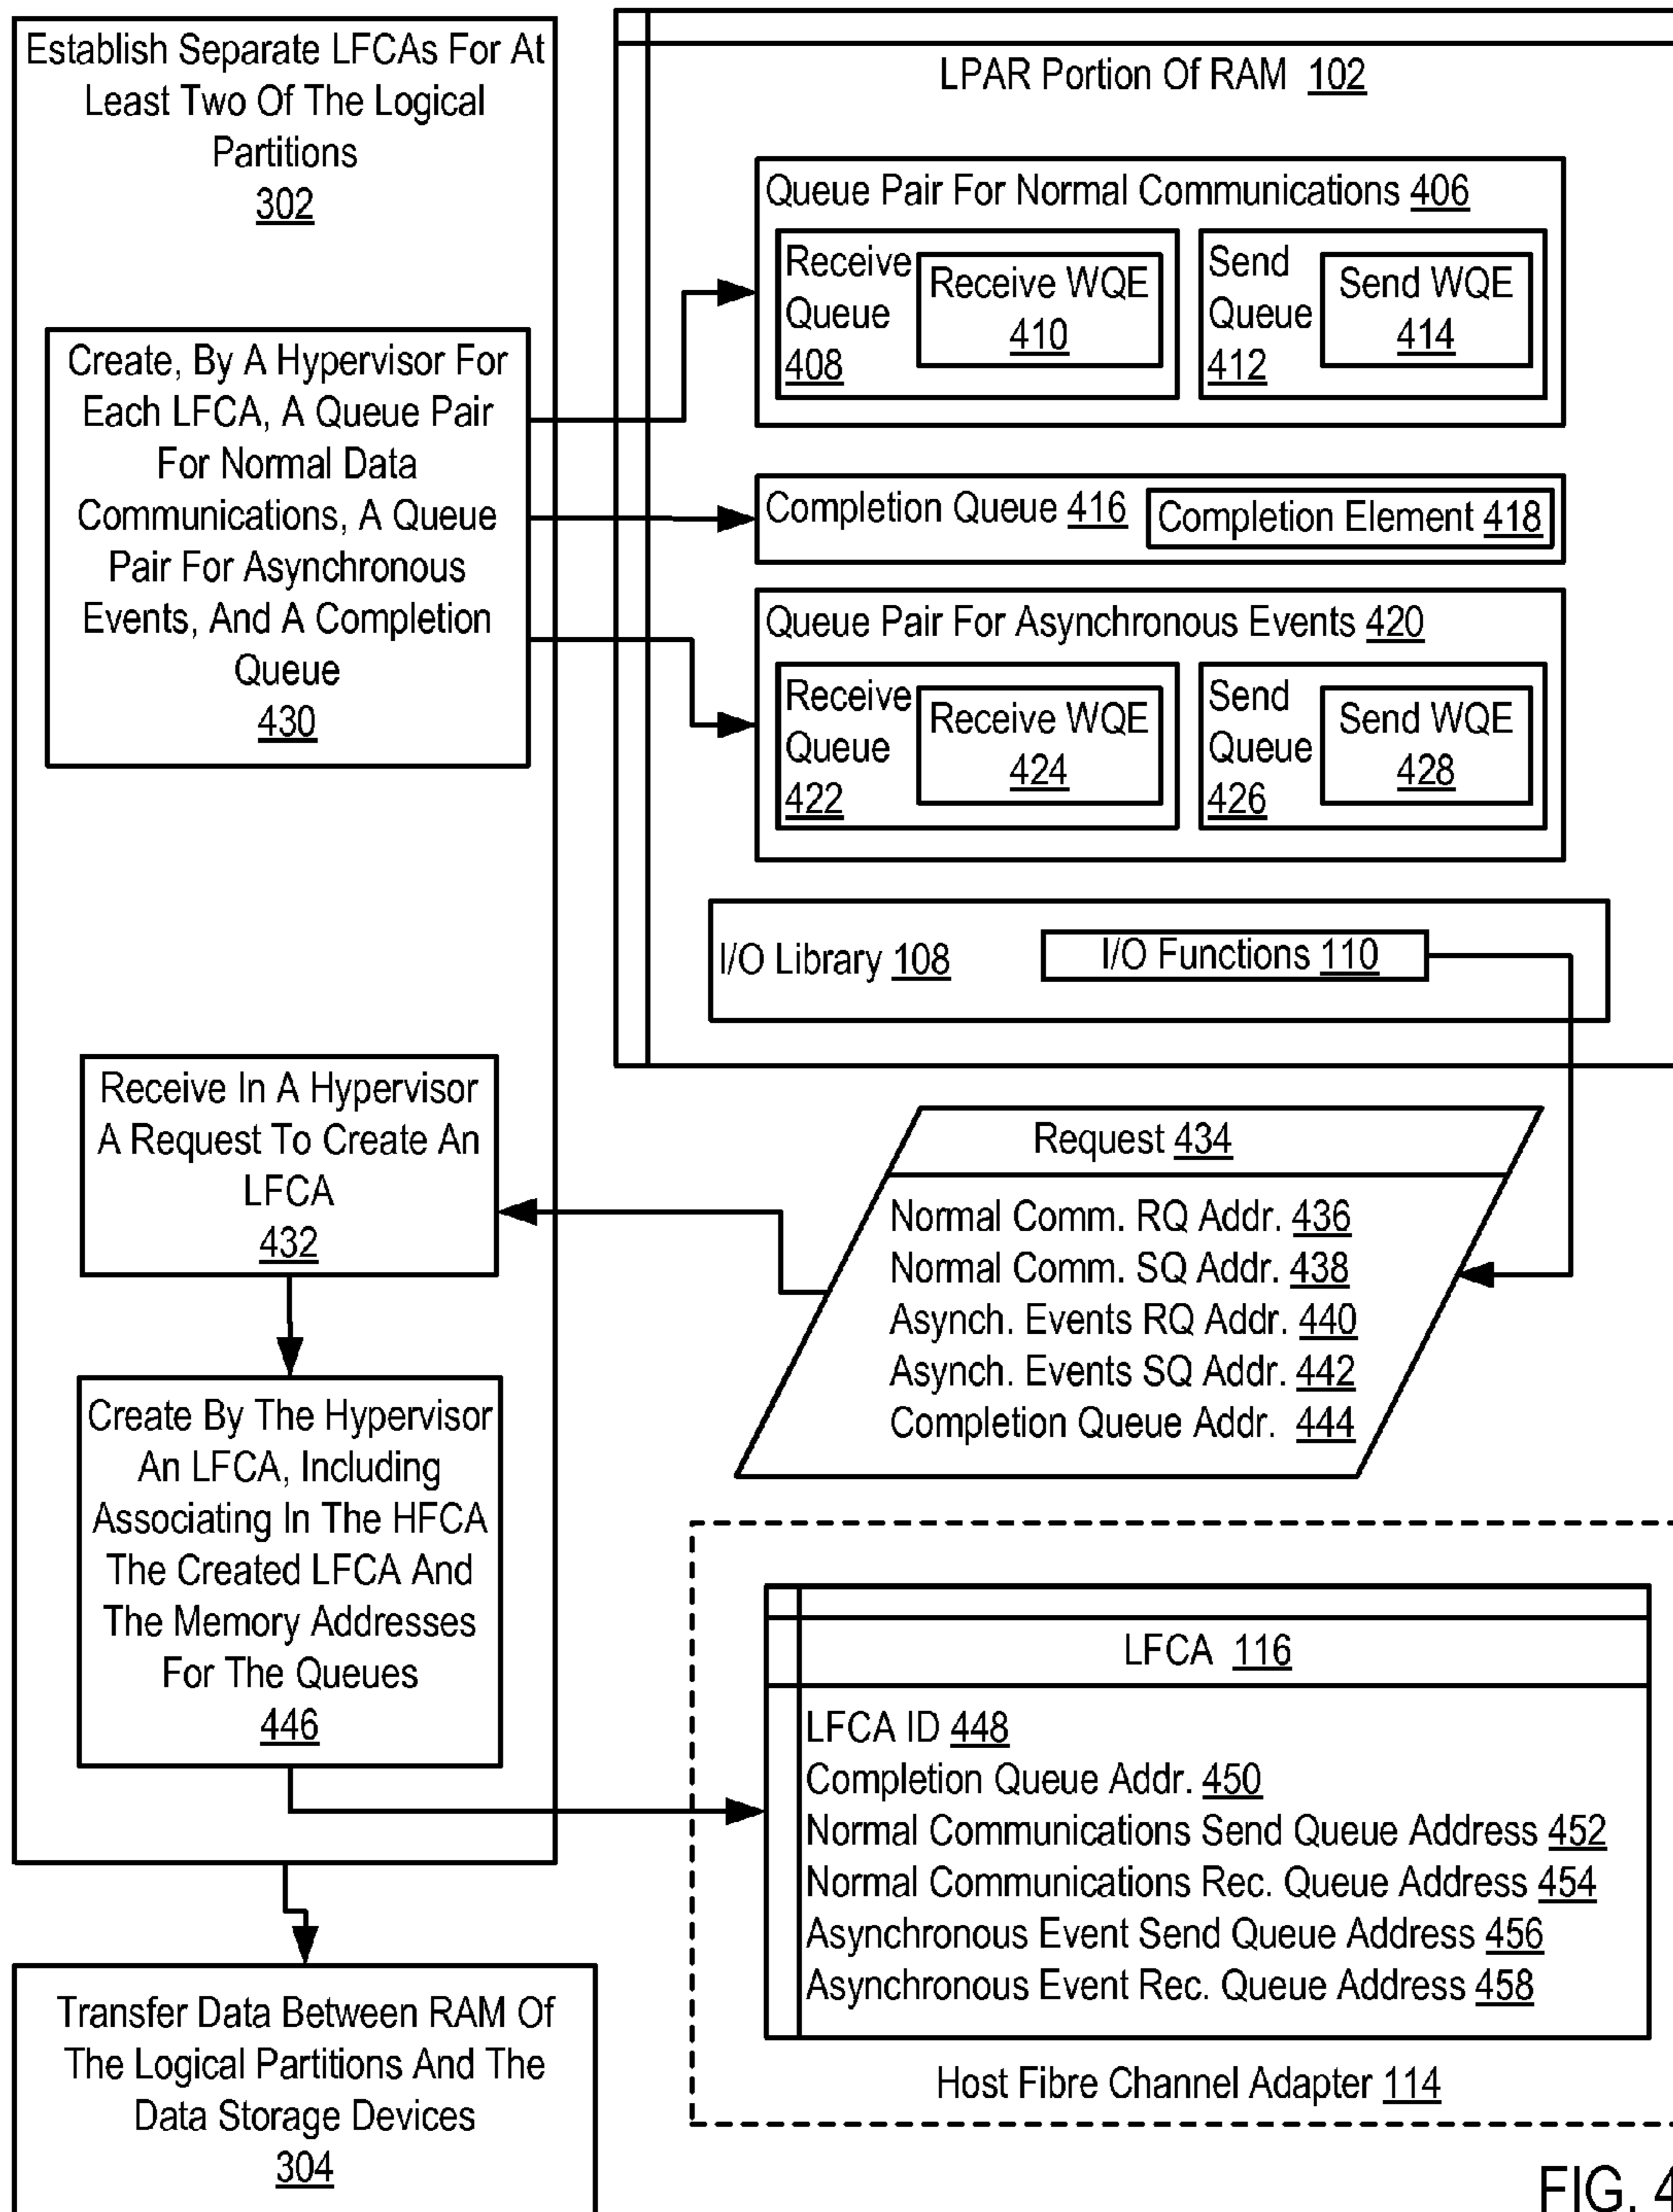 Establish Separate LFCAs For At
Least Two Of The Logical
Partitions
302
Create, By A Hypervisor For
Each LFCA, A Queue Pair
For Normal Data
Communications, A Queue
Pair For Asynchronous
Events, And A Completion
Queue
430
Receive In A Hypervisor
A Request To Create An
LFCA
432
Create By The Hypervisor
An LFCA, Including
Associating In The HFCA
The Created LFCA And
The Memory Addresses
For The Queues
446
Transfer Data Between RAM Of
The Logical Partitions And The
Data Storage Devices
304
LPAR Portion Of RAM 102
Queue Pair For Normal Communications 406
Receive
Queue
408
Receive WQE
410
Send
Queue
412
Send WQE
414
Completion Queue 416
Completion Element 418
Queue Pair For Asynchronous Events 420
Receive
Queue
422
Receive WQE
424
Send
Queue
426
Send WQE
428
I/O Library 108
I/O Functions 110
Request 434
Normal Comm. RQ Addr. 436
Normal Comm. SQ Addr. 438
Asynch. Events RQ Addr. 440
Asynch. Events SQ Addr. 442
Completion Queue Addr. 444
LFCA 116
LFCA ID 448
Completion Queue Addr. 450
Normal Communications Send Queue Address 452
Normal Communications Rec. Queue Address 454
Asynchronous Event Send Queue Address 456
Asynchronous Event Rec. Queue Address 458
Host Fibre Channel Adapter 114
FIG. 4